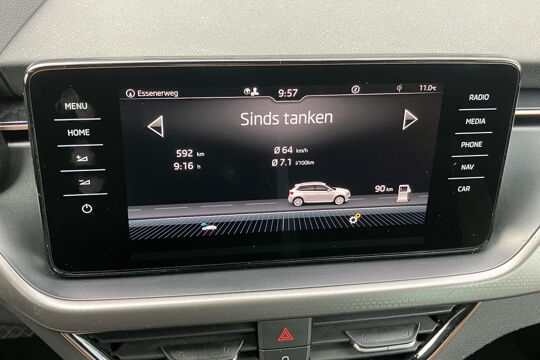 Essenerweg 9:57 11.0°C
MENU
HOME
RADIO
MEDIA
PHONE
NAV
CAR
Sinds tanken
592 km Ø 64 km/h
9:16 h Ø 7.1 l/100km
90 km